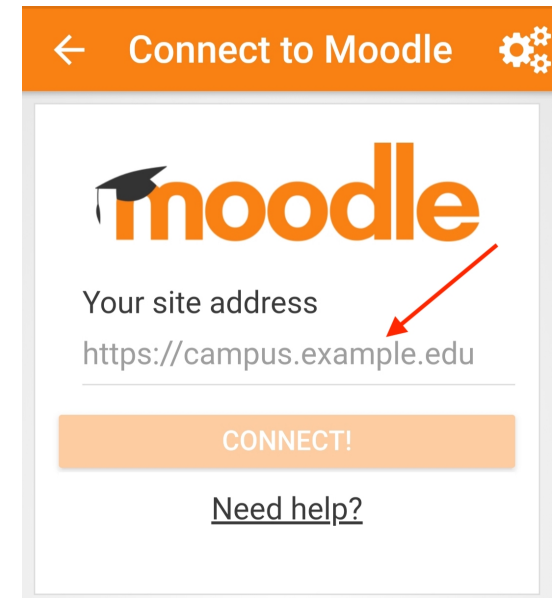 Connect to Moodle
moodle
Your site address
https://campus.example.edu
CONNECT!
Need help?